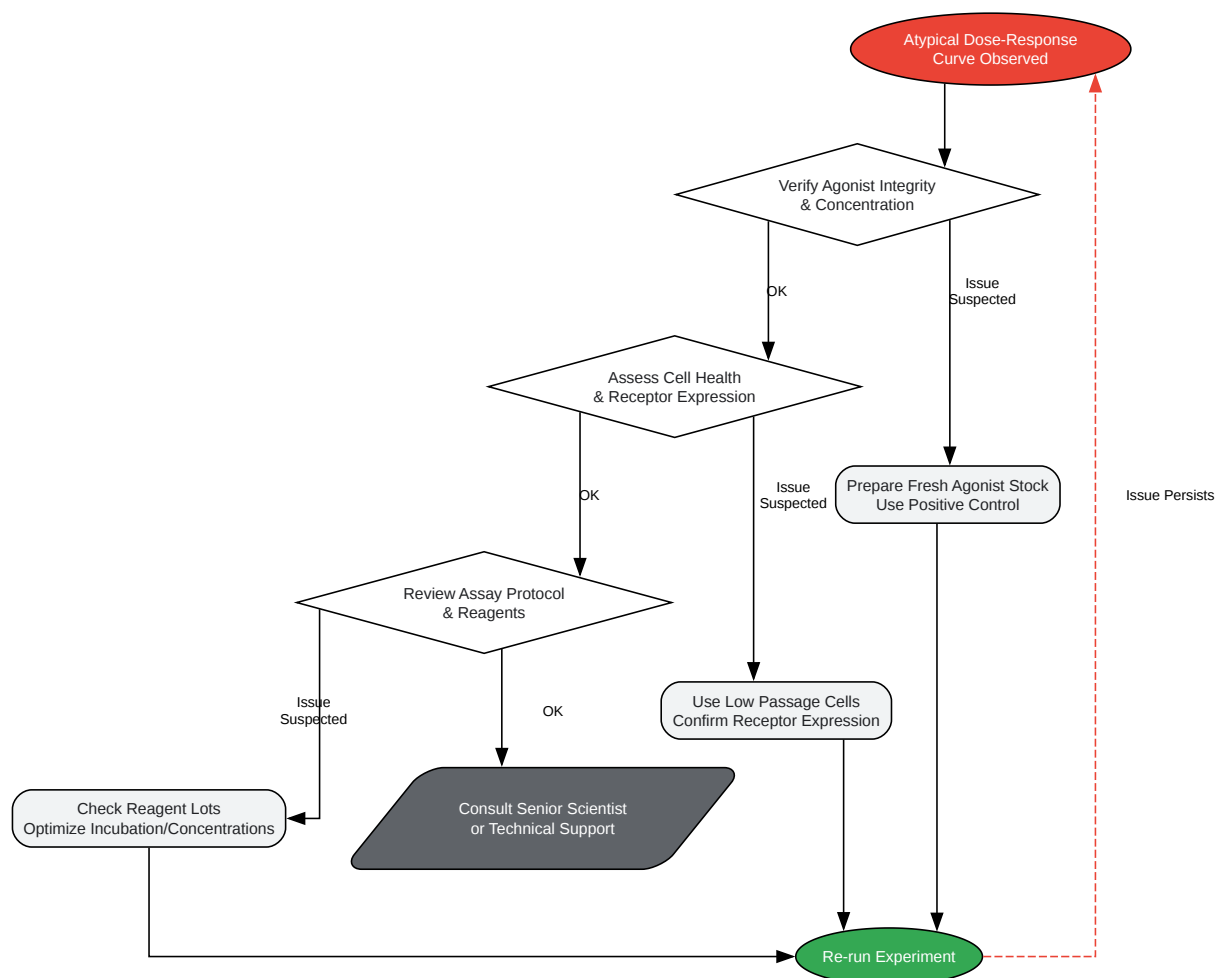 Atypical Dose-Response
Curve Observed
Verify Agonist Integrity
& Concentration
OK
Issue
Suspected
Assess Cell Health
& Receptor Expression
OK
Issue
Suspected
Prepare Fresh Agonist Stock
Use Positive Control
Issue Persists
Review Assay Protocol
& Reagents
Issue
Suspected
OK
Use Low Passage Cells
Confirm Receptor Expression
Check Reagent Lots
Optimize Incubation/Concentrations
Consult Senior Scientist
or Technical Support
Re-run Experiment